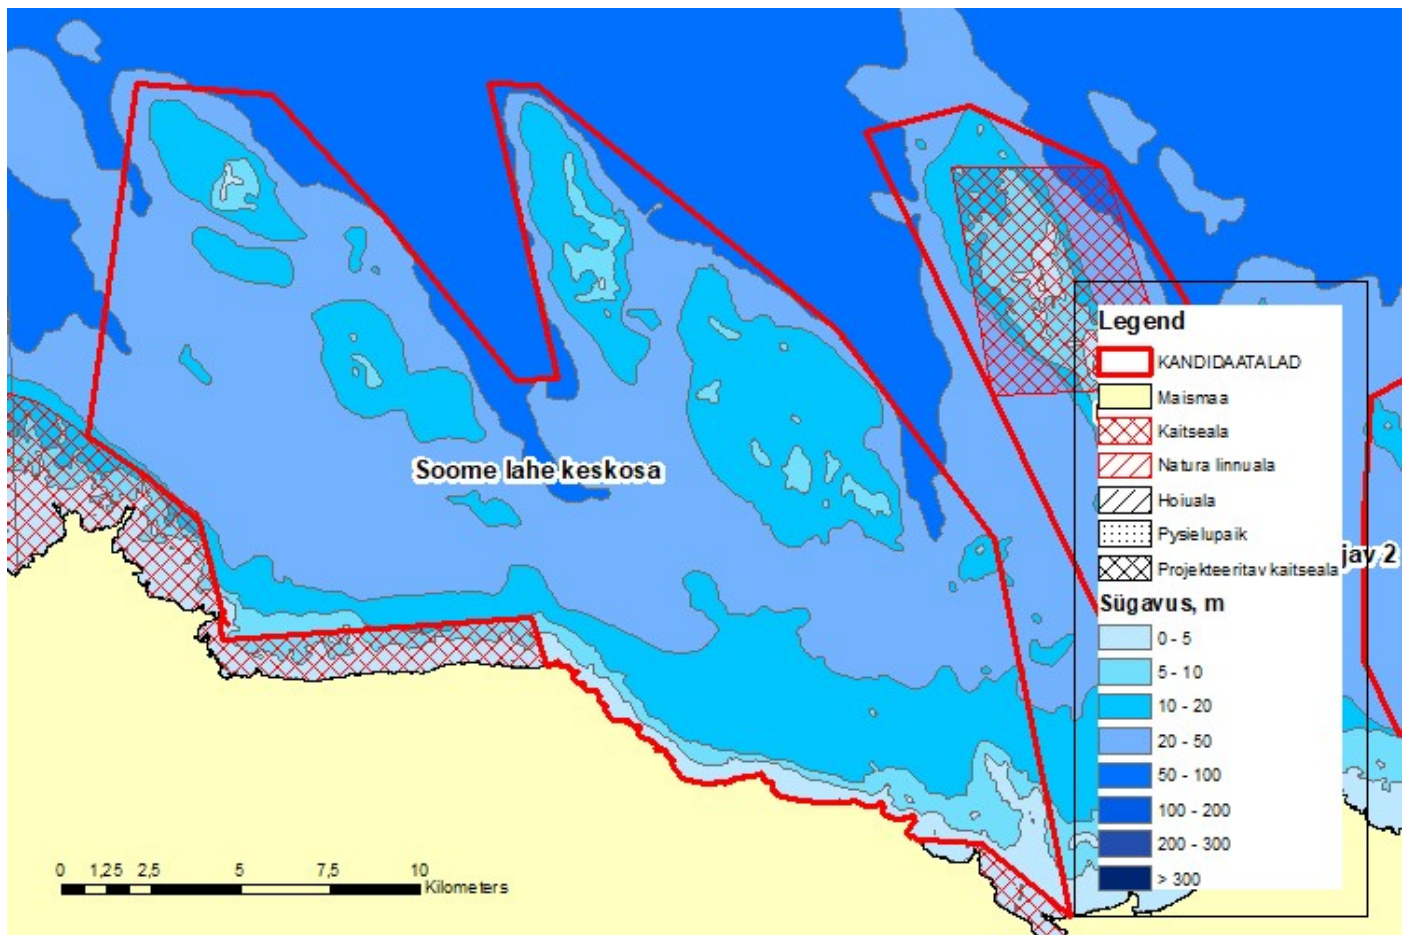 Soome lahe keskosa
jav 2
Legend
KANDIDAATALAD
Maismaa
Kaitseala
Natura linnuala
Hoiuala
Pysielupaik
Projekteeritav kaitseala
Sügavus, m
0 - 5
5 - 10
10 - 20
20 - 50
50 - 100
100 - 200
200 - 300
> 300
0 1,25 2,5 5 7,5 10
Kilometers